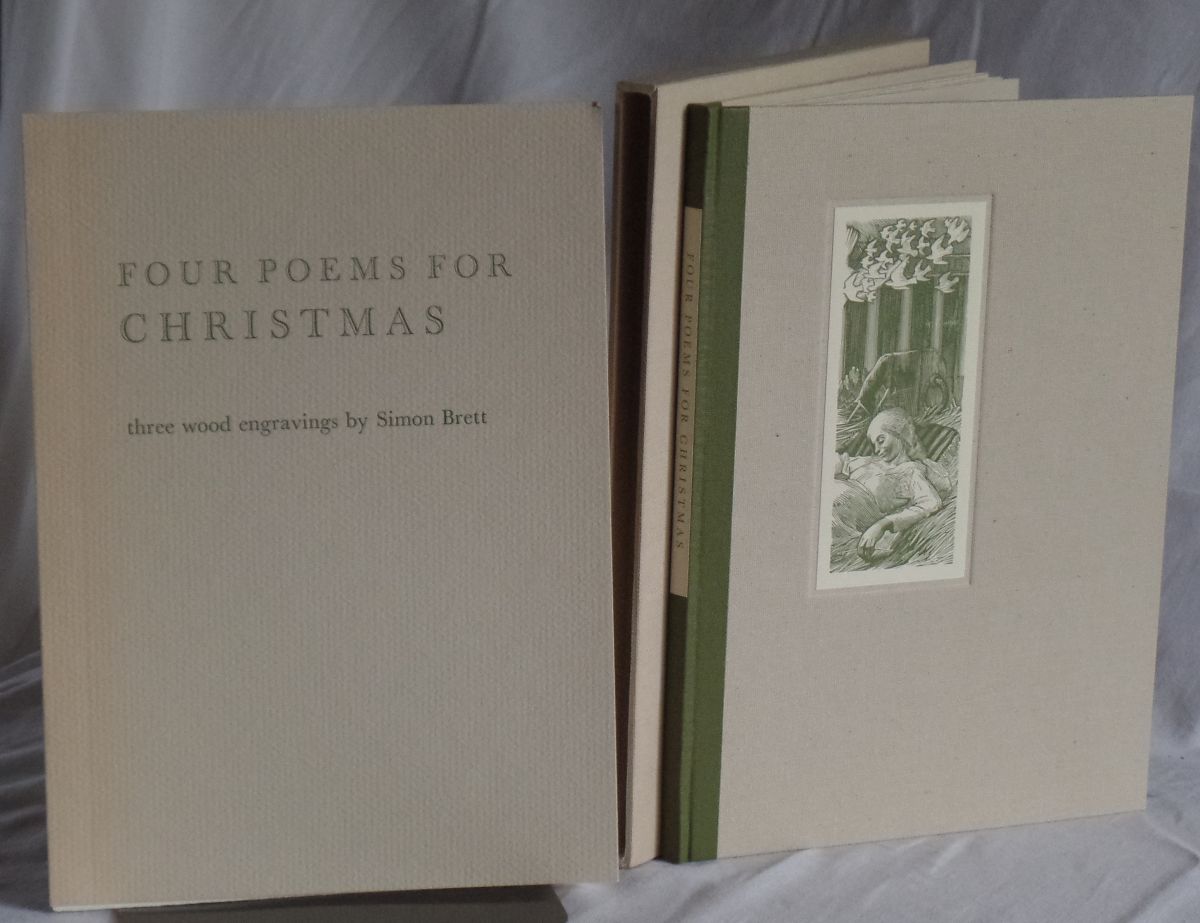 FOUR POEMS FOR
CHRISTMAS
three wood engravings by Simon Brett
FOUR POEMS FOR CHRISTMAS